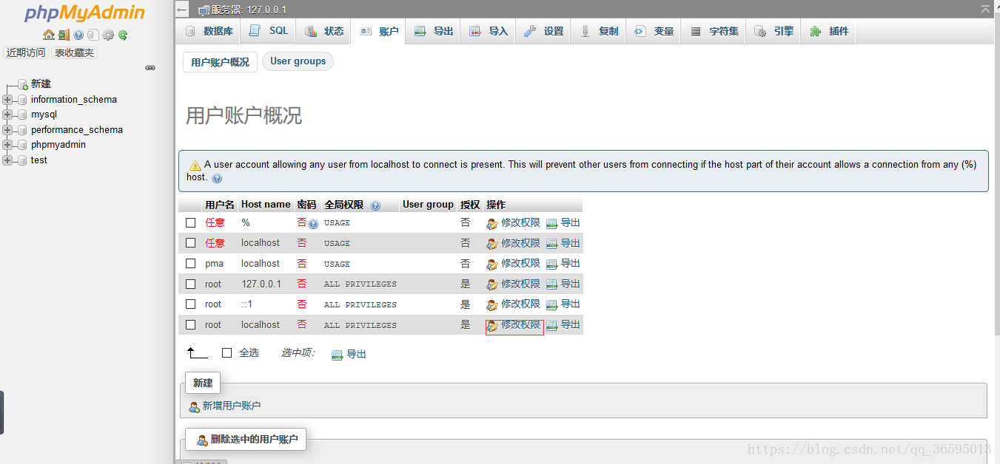 phpMyAdmin
近期访问 表收藏夹
新建
information_schema
mysql
performance_schema
phpmyadmin
test
服务器: 127.0.0.1
数据库 SQL 状态 账户 导出 导入 设置 复制 变量 字符集 引擎 插件
用户账户概况 User groups
用户账户概况
A user account allowing any user from localhost to connect is present. This will prevent other users from connecting if the host part of their account allows a connection from any (%)
host.
用户名 Host name 密码 全局权限 User group 授权 操作
任意 % 否 USAGE 否 修改权限 导出
任意 localhost 否 USAGE 否 修改权限 导出
pma localhost 否 USAGE 否 修改权限 导出
root 127.0.0.1 否 ALL PRIVILEGES 是 修改权限 导出
root ::1 否 ALL PRIVILEGES 是 修改权限 导出
root localhost 否 ALL PRIVILEGES 是 修改权限 导出
全选 选中项: 导出
新建
新增用户账户
删除选中的用户账户
https://blog.csdn.net/qq_36595013